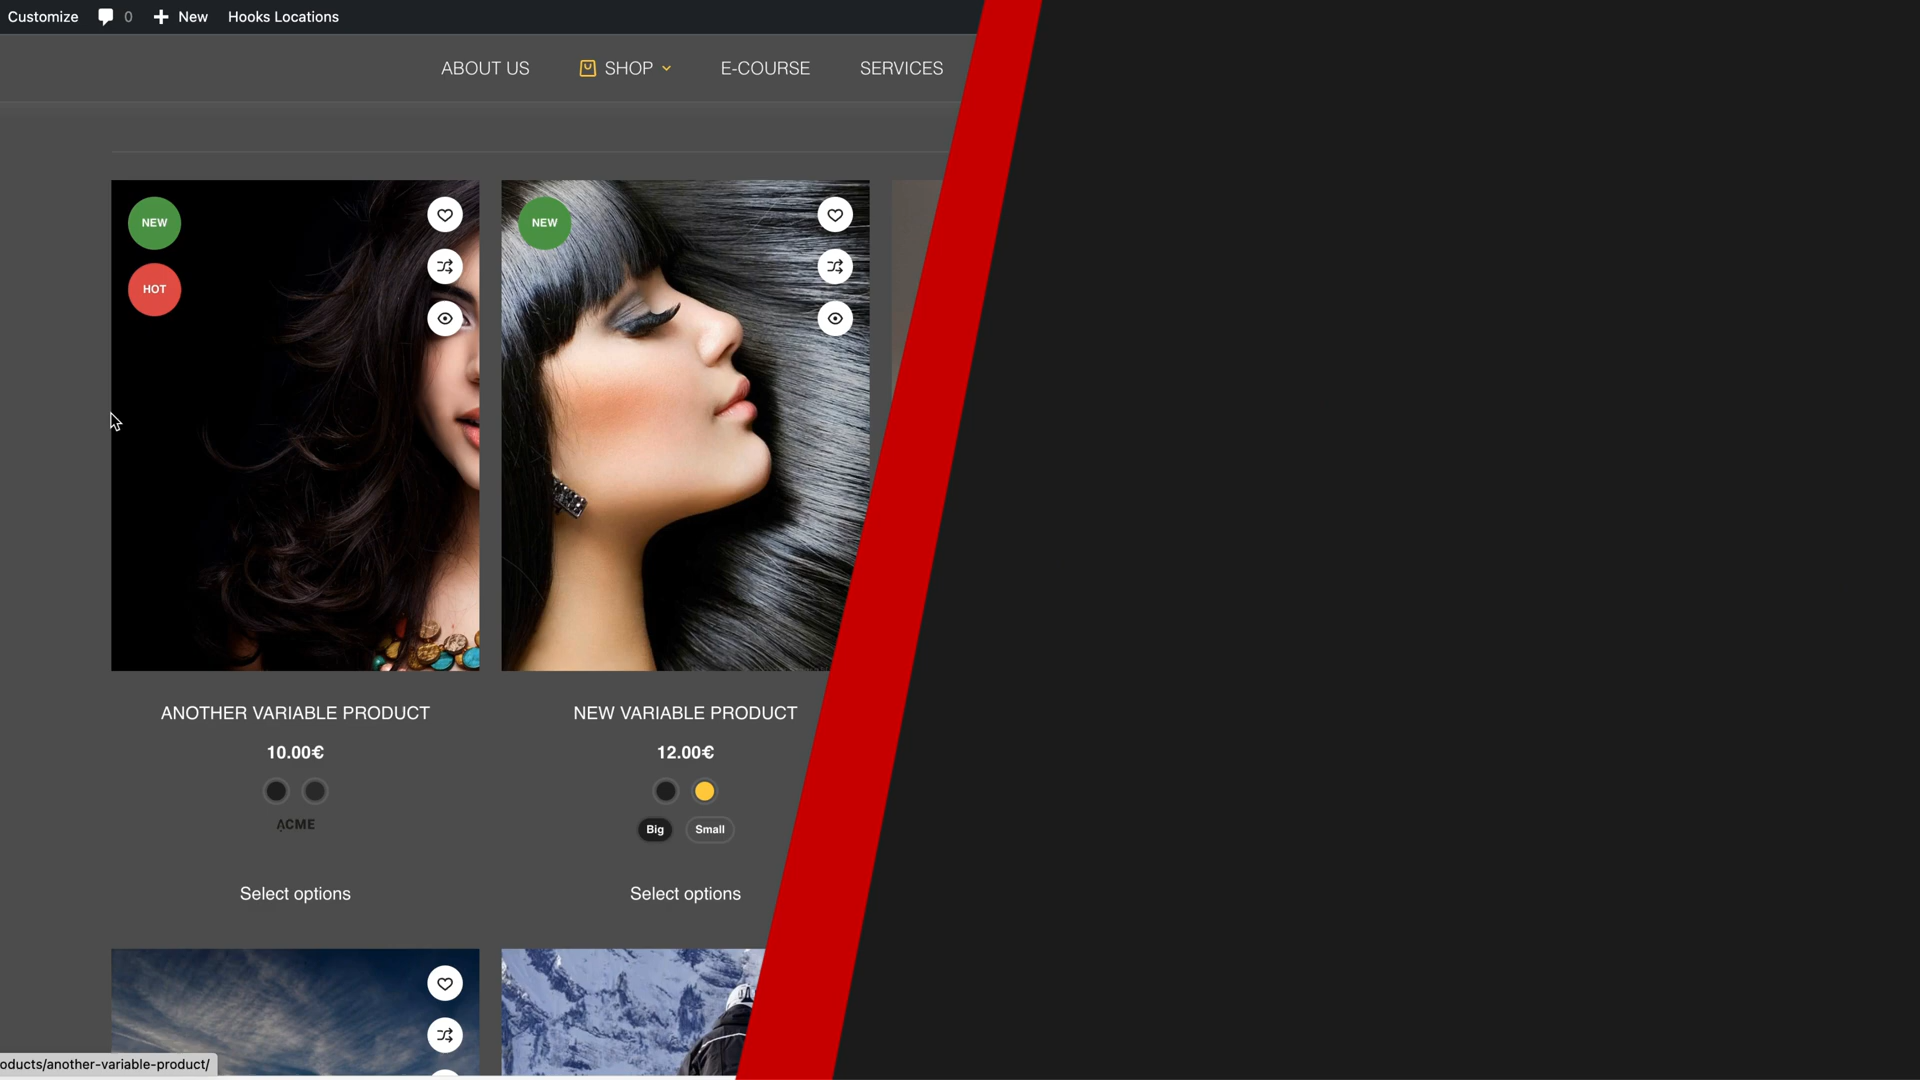 Customize 0 New Hooks Locations
ABOUT US SHOP E-COURSE SERVICES
NEW
HOT
NEW
ANOTHER VARIABLE PRODUCT
10.00€
ACME
Select options
NEW VARIABLE PRODUCT
12.00€
Big Small
Select options
oducts/another-variable-product/